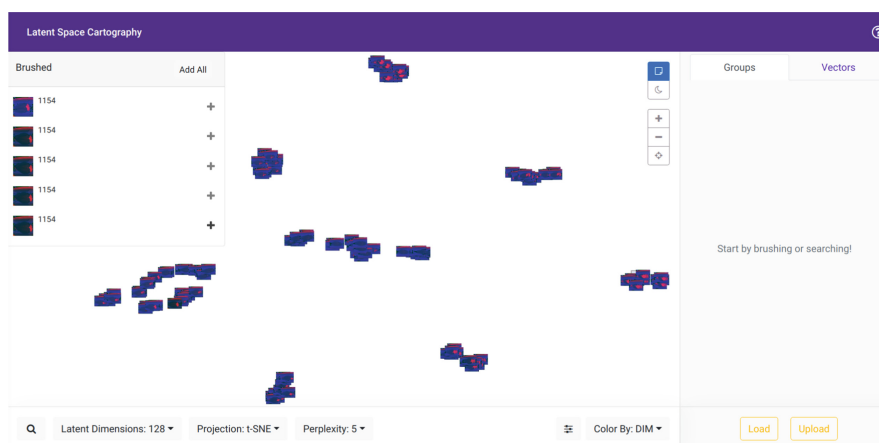 Latent Space Cartography
Brushed
Add All
1154
1154
1154
1154
1154
Groups
Vectors
Start by brushing or searching!
Latent Dimensions: 128
Projection: t-SNE
Perplexity: 5
Color By: DIM
Load
Upload